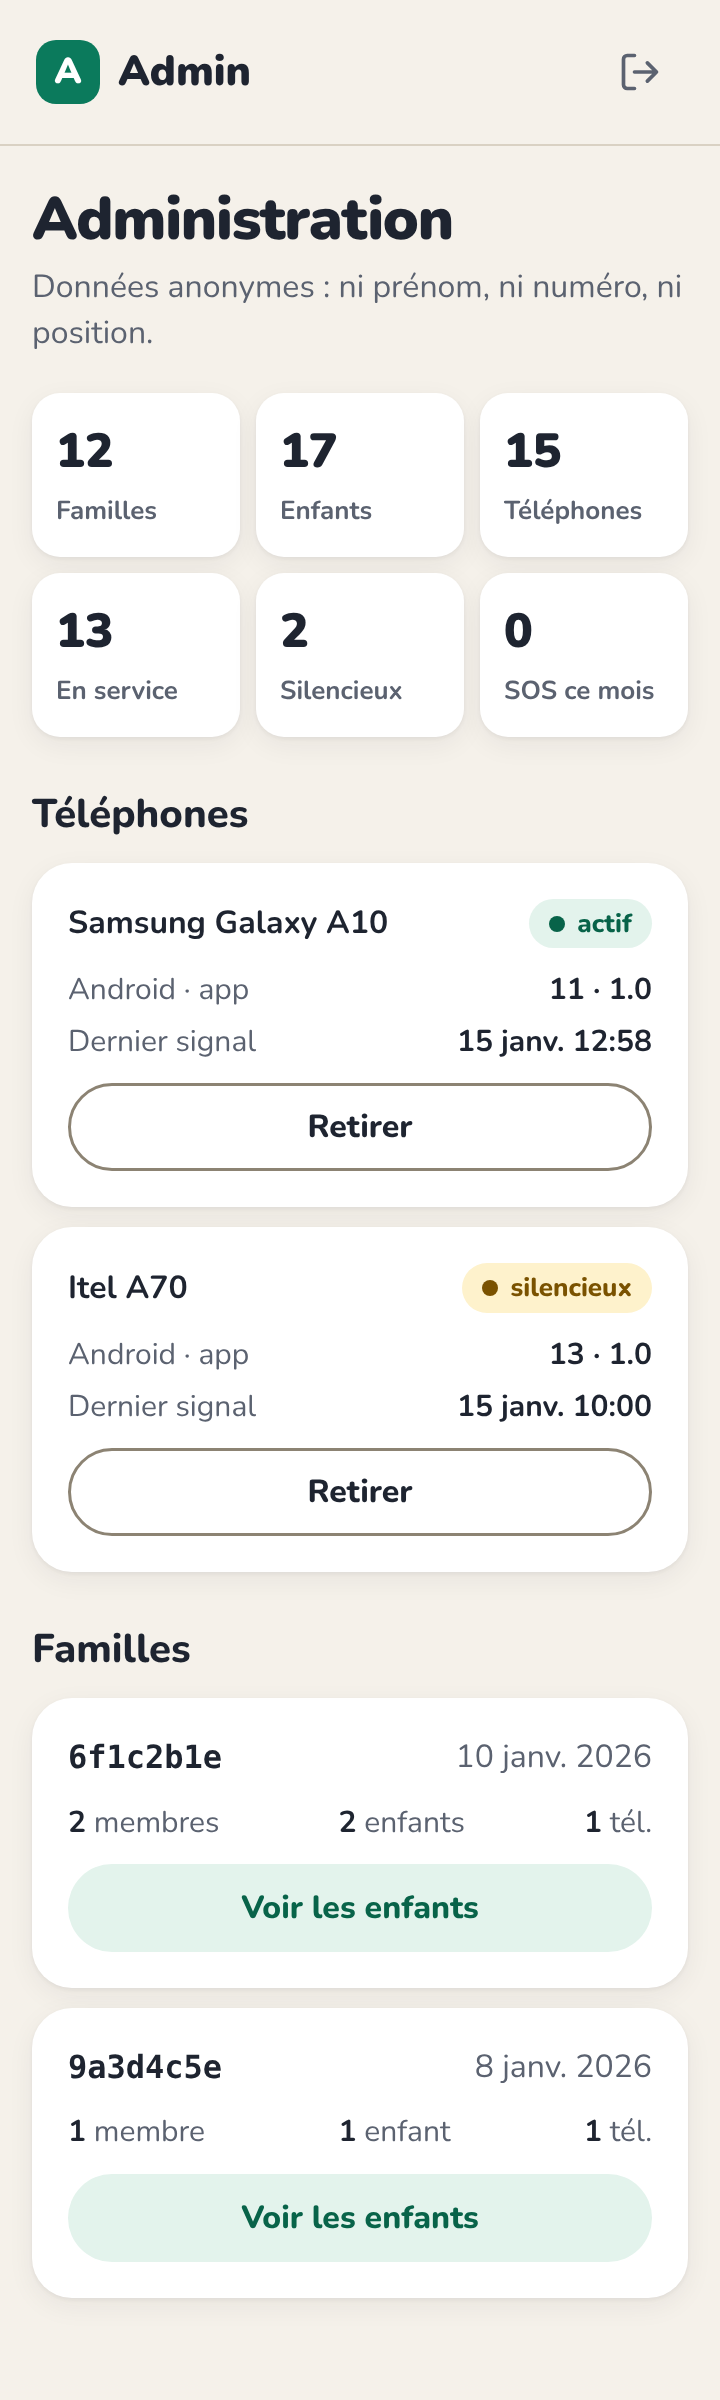 A Admin
Administration
Données anonymes : ni prénom, ni numéro, ni
position.
12 17 15
Familles Enfants Téléphones
13 2 0
En service Silencieux SOS ce mois
Téléphones
Samsung Galaxy A10 actif
Android · app 11 · 1.0
Dernier signal 15 janv. 12:58
Retirer
Itel A70 silencieux
Android · app 13 · 1.0
Dernier signal 15 janv. 10:00
Retirer
Familles
6f1c2b1e 10 janv. 2026
2 membres 2 enfants 1 tél.
Voir les enfants
9a3d4c5e 8 janv. 2026
1 membre 1 enfant 1 tél.
Voir les enfants